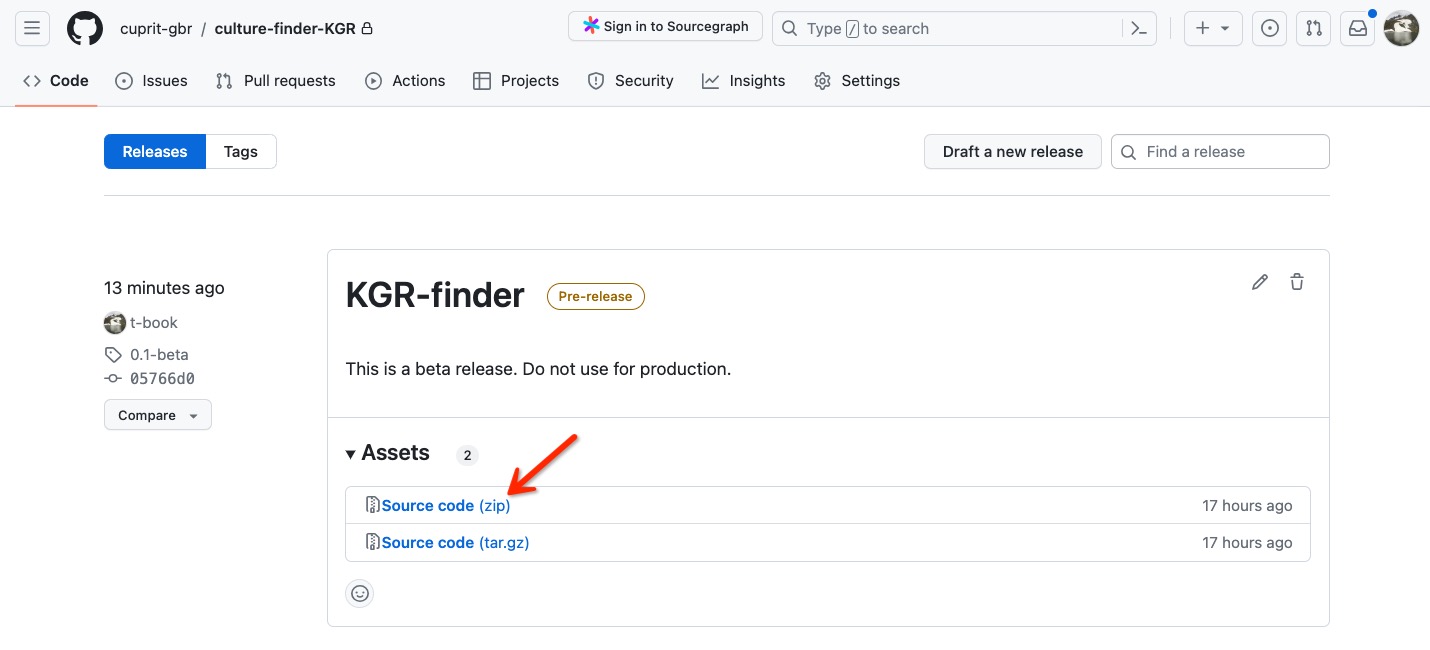 cuprit-gbr / culture-finder-KGR
Sign in to Sourcegraph
Type / to search
Code Issues Pull requests Actions Projects Security Insights Settings
Releases Tags
Draft a new release
Find a release
13 minutes ago
t-book
0.1-beta
05766d0
Compare
KGR-finder Pre-release
This is a beta release. Do not use for production.
Assets 2
Source code (zip) 17 hours ago
Source code (tar.gz) 17 hours ago